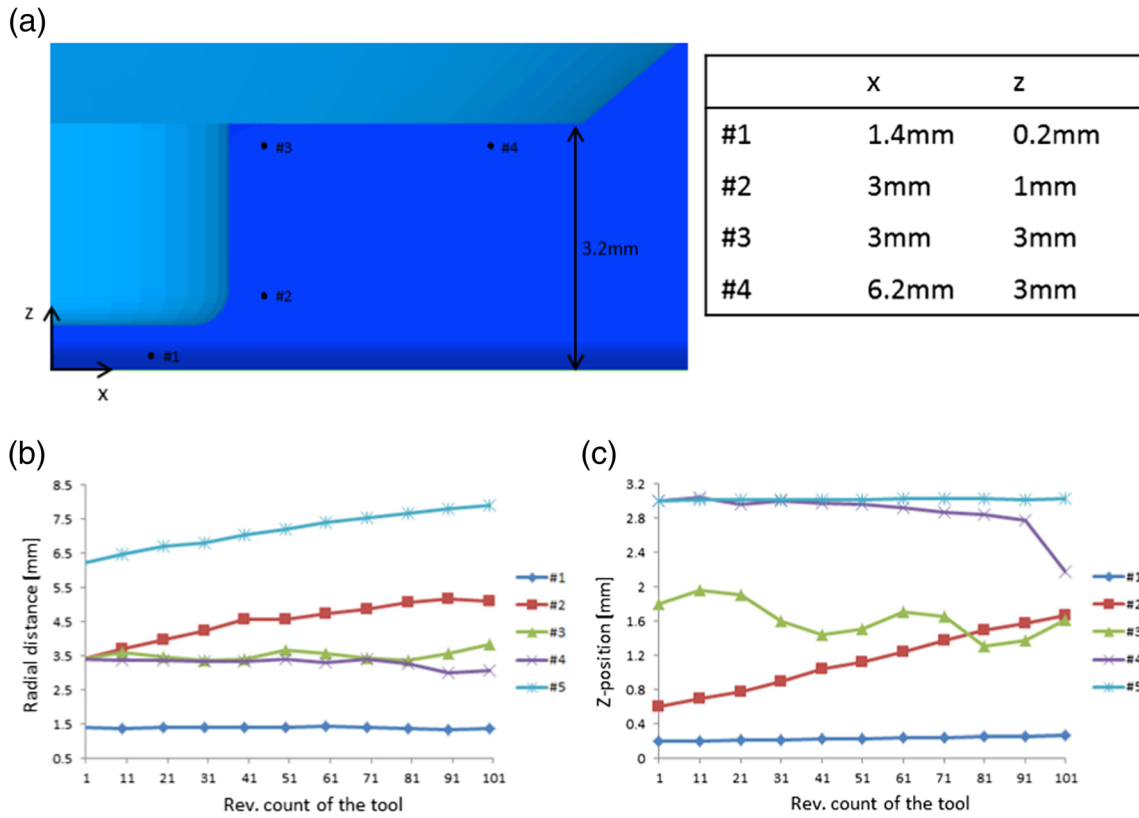 (a)
#3
#4
3.2mm
#2
z
#1
x
x z
#1 1.4mm 0.2mm
#2 3mm 1mm
#3 3mm 3mm
#4 6.2mm 3mm
(b)
8.5
7.5
6.5
5.5
4.5
3.5
2.5
1.5
0.5
Radial distance [mm]
1 11 21 31 41 51 61 71 81 91 101
Rev. count of the tool
#1
#2
#3
#4
#5
(c)
3.2
2.8
2.4
2
1.6
1.2
0.8
0.4
0
Z-position [mm]
1 11 21 31 41 51 61 71 81 91 101
Rev. count of the tool
#1
#2
#3
#4
#5